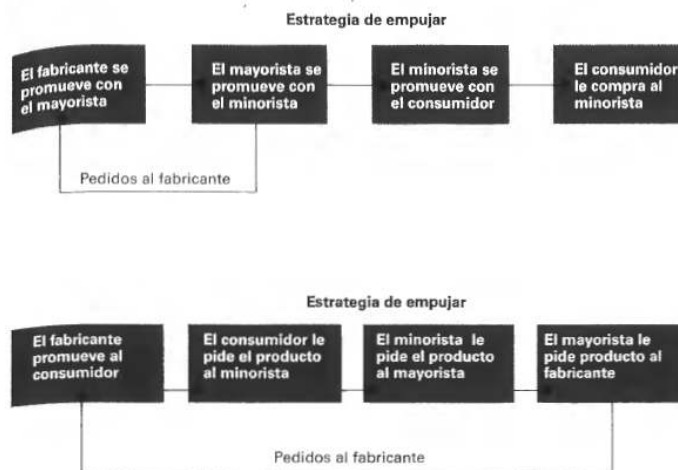 Estrategia de empujar
El fabricante se
promueve con
el mayorista
El mayorista se
promueve con
el minorista
El minorista se
promueve con
el consumidor
El consumidor
le compra al
minorista
Pedidos al fabricante
Estrategia de empujar
El fabricante
promueve al
consumidor
El consumidor le
pide el producto
al minorista
El minorista le
pide el producto
al mayorista
El mayorista le
pide producto al
fabricante
Pedidos al fabricante